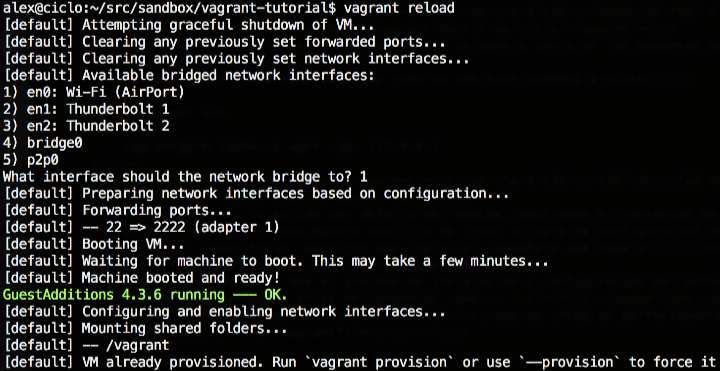 alex@ciclo:~/src/sandbox/vagrant-tutorial$ vagrant reload
[default] Attempting graceful shutdown of VM...
[default] Clearing any previously set forwarded ports...
[default] Clearing any previously set network interfaces...
[default] Available bridged network interfaces:
1) en0: Wi-Fi (AirPort)
2) en1: Thunderbolt 1
3) en2: Thunderbolt 2
4) bridge0
5) p2p0
What interface should the network bridge to? 1
[default] Preparing network interfaces based on configuration...
[default] Forwarding ports...
[default] -- 22 => 2222 (adapter 1)
[default] Booting VM...
[default] Waiting for machine to boot. This may take a few minutes...
[default] Machine booted and ready!
GuestAdditions 4.3.6 running --- OK.
[default] Configuring and enabling network interfaces...
[default] Mounting shared folders...
[default] -- /vagrant
[default] VM already provisioned. Run `vagrant provision` or use `--provision` to force it